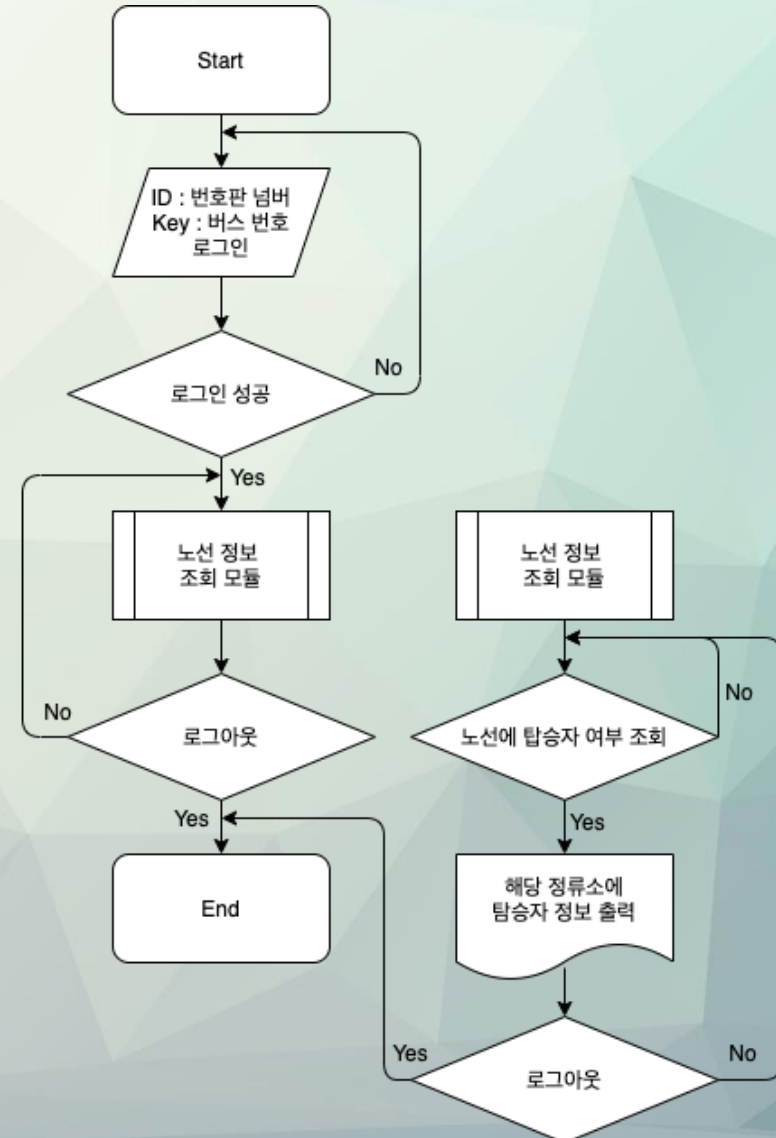 Start
ID : 번호판 넘버
Key : 버스 번호
로그인
로그인 성공
No
Yes
노선 정보
조회 모듈
로그아웃
No
Yes
End
노선 정보
조회 모듈
노선에 탑승자 여부 조회
No
Yes
해당 정류소에
탑승자 정보 출력
로그아웃
Yes
No